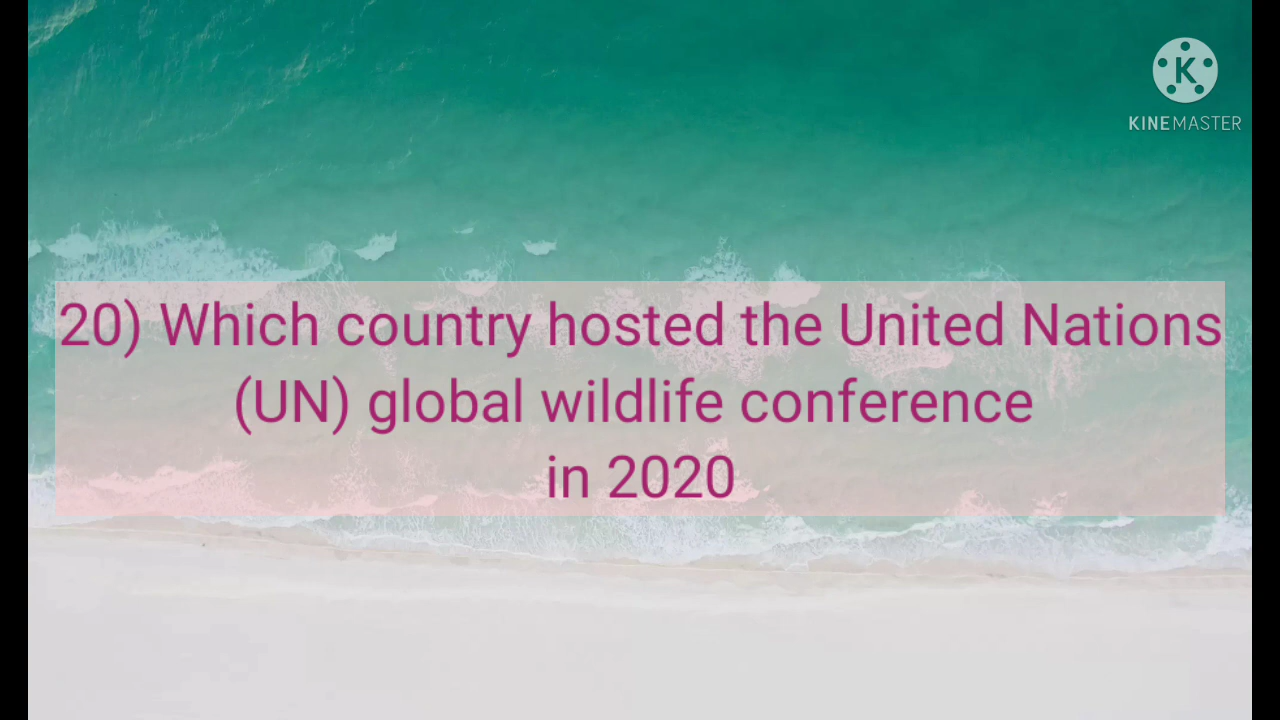 K
KINEMASTER
20) Which country hosted the United Nations
(UN) global wildlife conference
in 2020